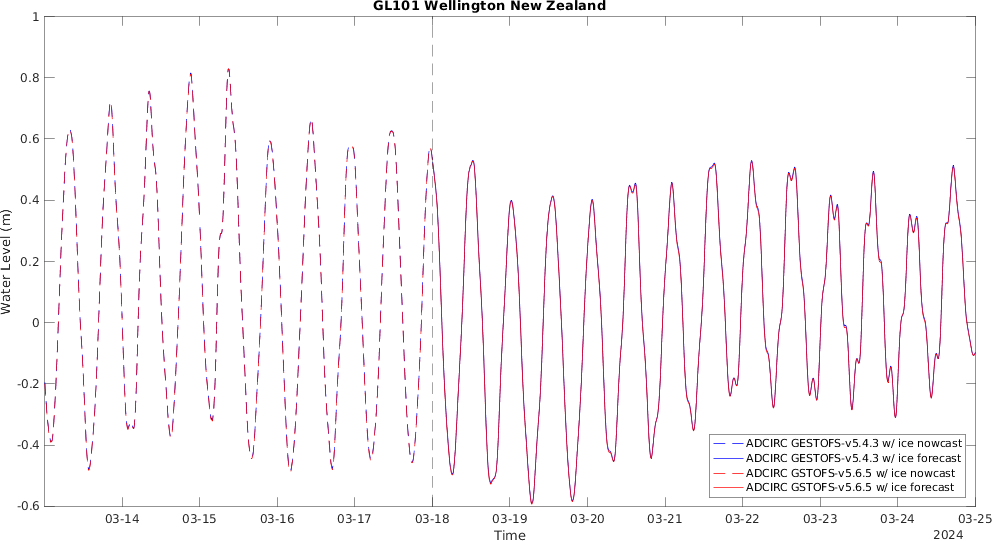 GL101 Wellington New Zealand
Water Level (m)
1
0.8
0.6
0.4
0.2
0
-0.2
-0.4
-0.6
ADCIRC GESTOFS-v5.4.3 w/ ice nowcast
ADCIRC GESTOFS-v5.4.3 w/ ice forecast
ADCIRC GSTOFS-v5.6.5 w/ ice nowcast
ADCIRC GSTOFS-v5.6.5 w/ ice forecast
03-14 03-15 03-16 03-17 03-18 03-19 03-20 03-21 03-22 03-23 03-24 03-25
Time
2024